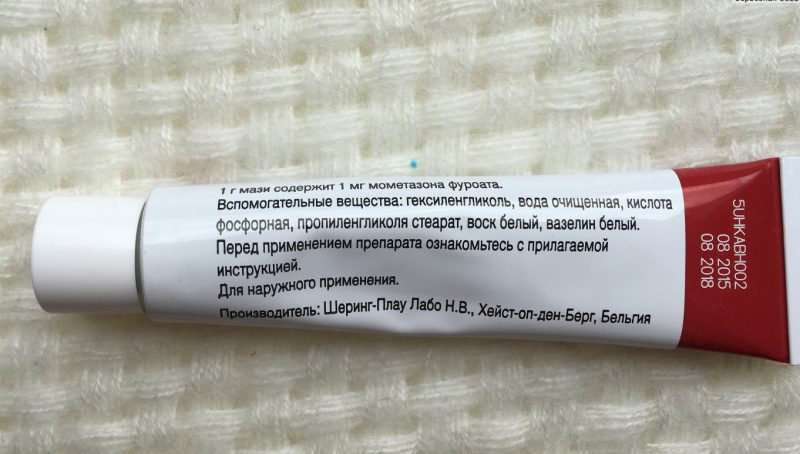 1 г мази содержит 1 мг мометазона фуроата.
Вспомогательные вещества: гексиленгликоль, вода очищенная, кислота
фосфорная, пропиленгликоля стеарат, воск белый, вазелин белый.
Перед применением препарата ознакомьтесь с прилагаемой
инструкцией.
Для наружного применения.
Производитель: Шеринг-Плау Лабо Н.В., Хейст-оп-ден-Берг, Бельгия
5UHKABH002
08 2015
08 2018